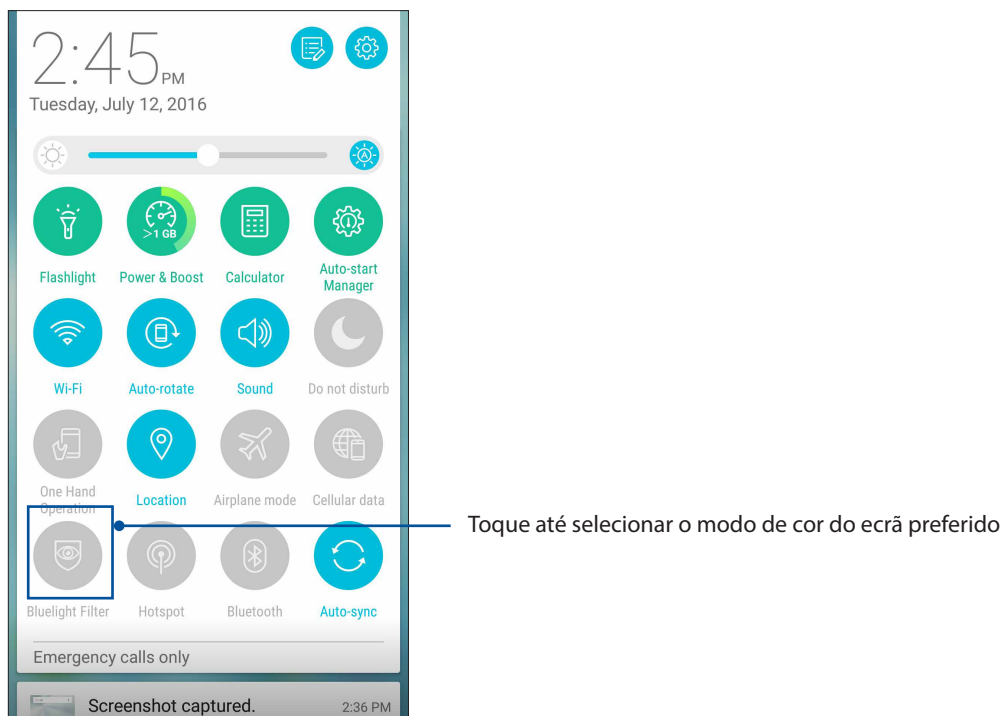 2:45 PM
Tuesday, July 12, 2016
A
>1 GB
Flashlight
Power & Boost
Calculator
Auto-start
Manager
Wi-Fi
Auto-rotate
Sound
Do not disturb
One Hand
Operation
Location
Airplane mode
Cellular data
Toque até selecionar o modo de cor do ecrã preferido
Bluelight Filter
Hotspot
Bluetooth
Auto-sync
Emergency calls only
Screenshot captured.
2:36 PM